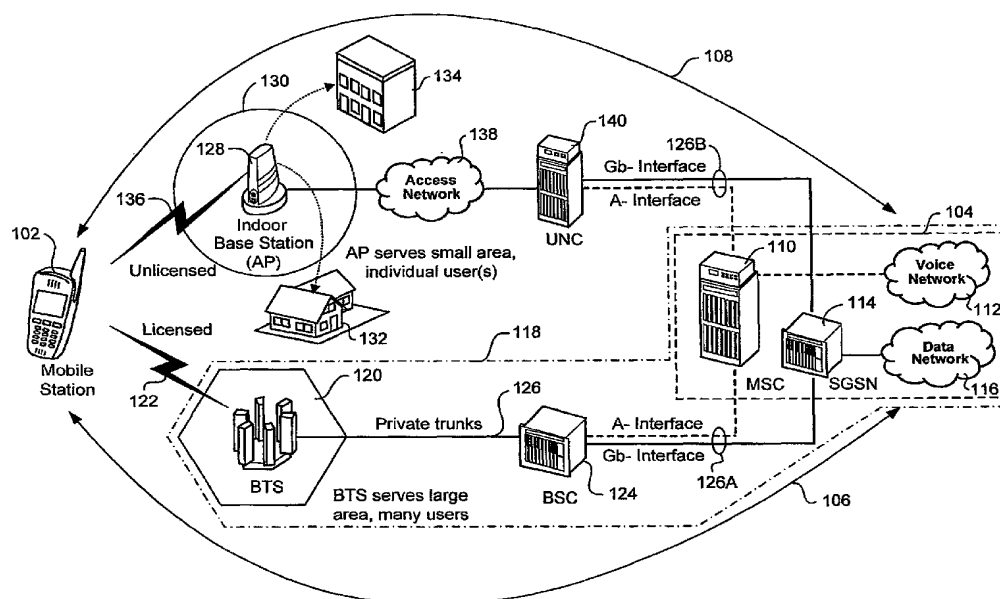 108
130
134
128
138
140
126B
Gb- Interface
136
Access
Network
A- Interface
102
Indoor
Base Station
(AP)
UNC
104
110
Unlicensed
AP serves small area,
individual user(s)
Voice
Network
112
114
Licensed
132
118
Data
Network
116
Mobile
Station
122
120
126
MSC
SGSN
Private trunks
A- Interface
Gb- Interface
BTS
BSC
124
126A
BTS serves large
area, many users
106